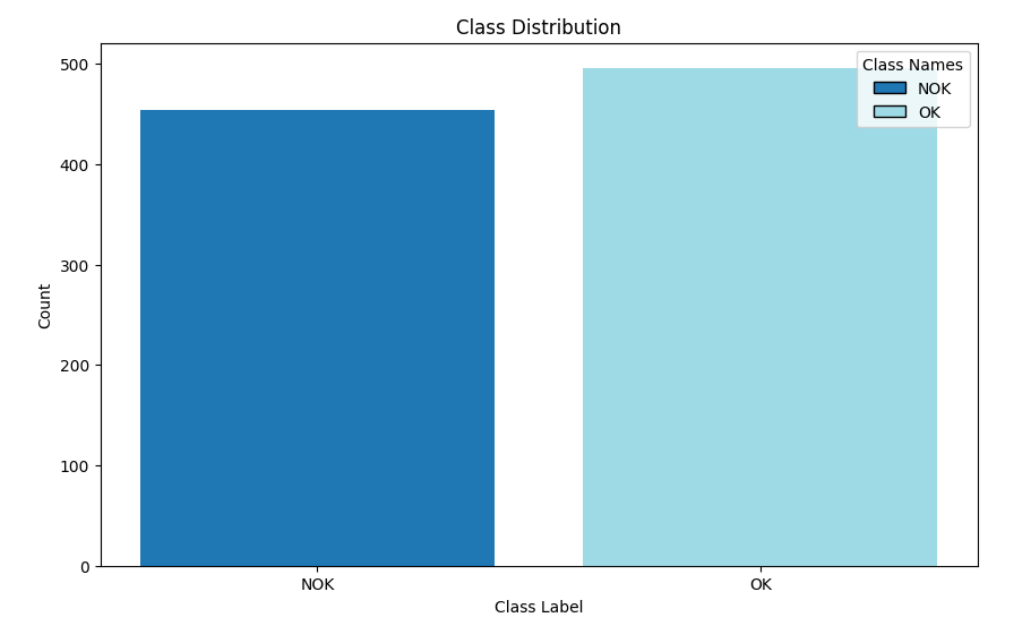 Class Distribution
Class Names
NOK
OK
500
400
300
200
100
0
Count
NOK
OK
Class Label